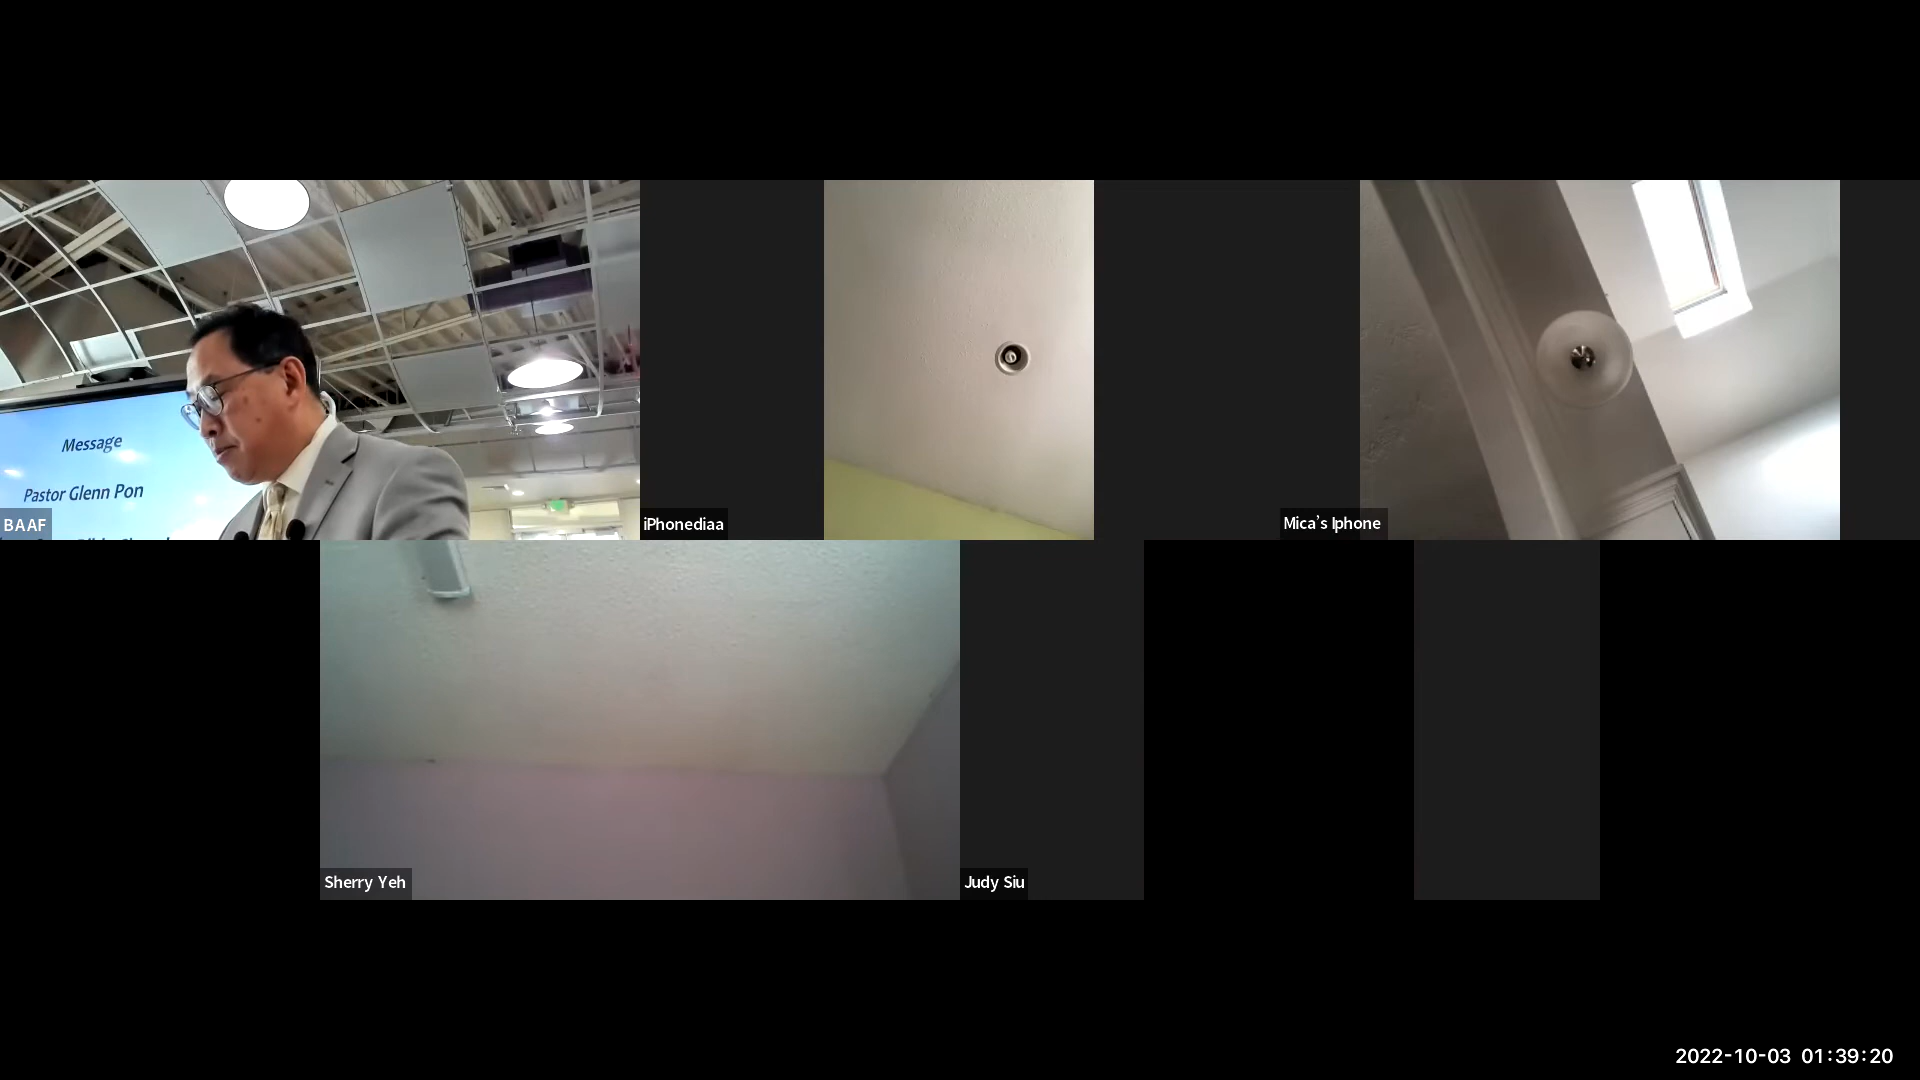 Message
Pastor Glenn Pon
BAAF
iPhonediaa
Mica's Iphone
Sherry Yeh
Judy Siu
2022-10-03 01:39:20